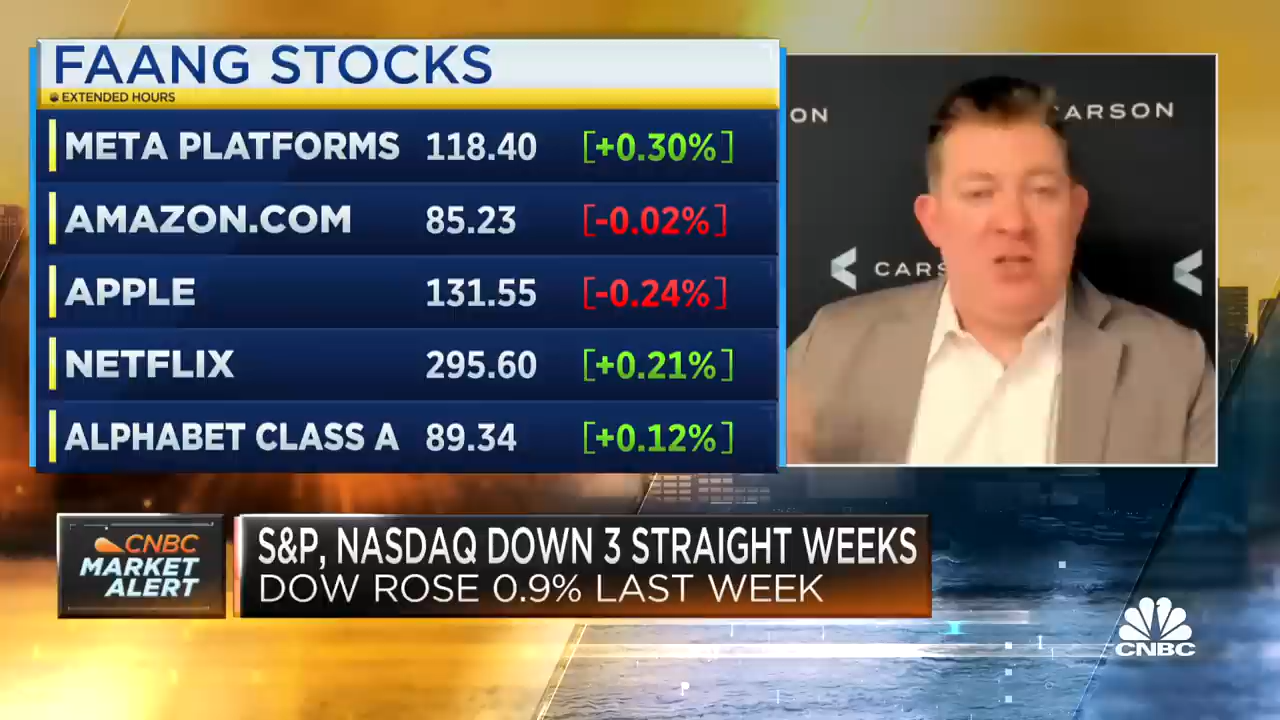 FAANG STOCKS
EXTENDED HOURS
META PLATFORMS 118.40 [+0.30%]
AMAZON.COM 85.23 [-0.02%]
APPLE 131.55 [-0.24%]
NETFLIX 295.60 [+0.21%]
ALPHABET CLASS A 89.34 [+0.12%]
ON
ARSON
CARS
CNBC
MARKET
ALERT
S&P, NASDAQ DOWN 3 STRAIGHT WEEKS
DOW ROSE 0.9% LAST WEEK
CNBC